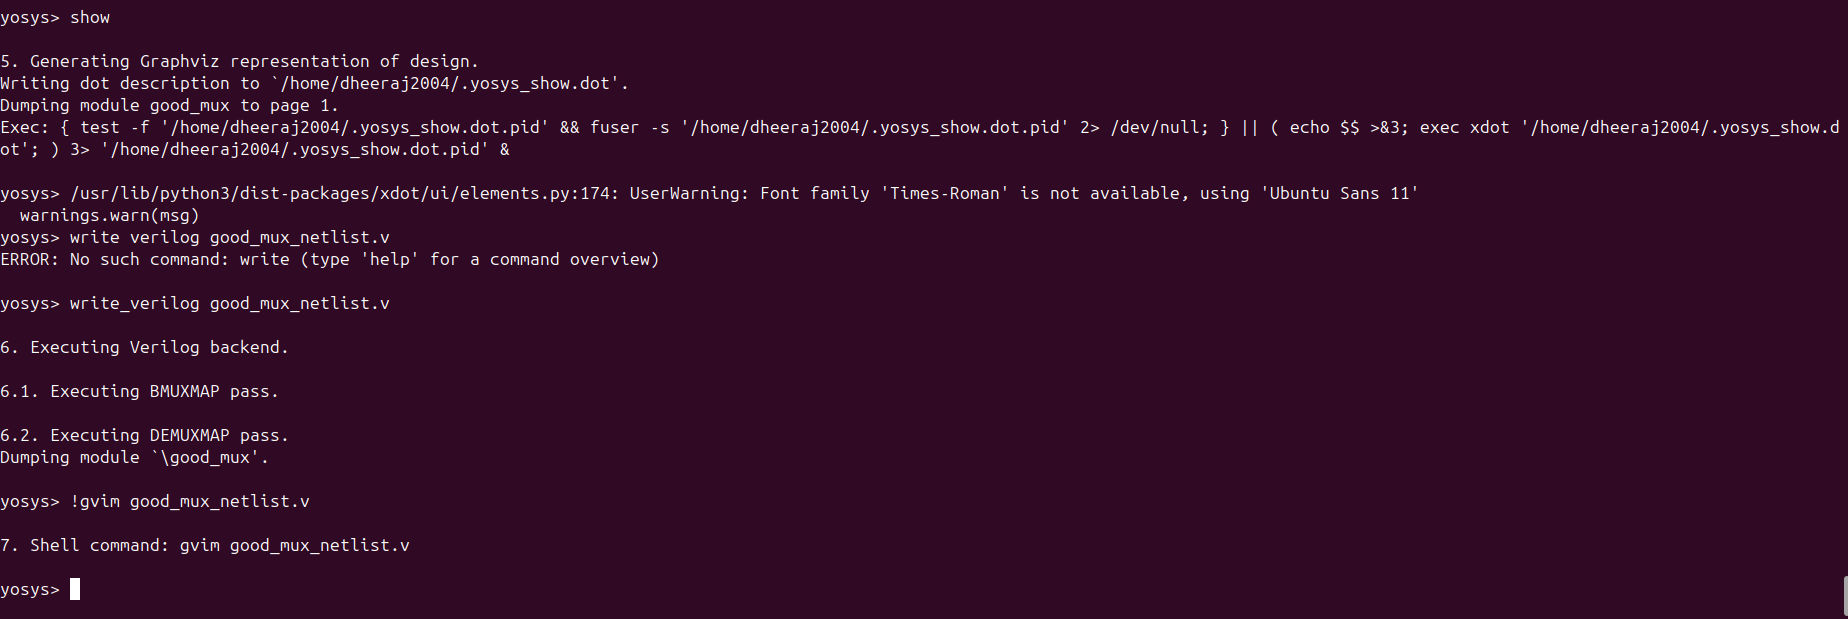 yosys> show
5. Generating Graphviz representation of design.
Writing dot description to `/home/dheeraj2004/.yosys_show.dot'.
Dumping module good_mux to page 1.
Exec: { test -f '/home/dheeraj2004/.yosys_show.dot.pid' && fuser -s '/home/dheeraj2004/.yosys_show.dot.pid' 2> /dev/null; } || ( echo $$ >&3; exec xdot '/home/dheeraj2004/.yosys_show.d
ot'; ) 3> '/home/dheeraj2004/.yosys_show.dot.pid' &
yosys> /usr/lib/python3/dist-packages/xdot/ui/elements.py:174: UserWarning: Font family 'Times-Roman' is not available, using 'Ubuntu Sans 11'
  warnings.warn(msg)
yosys> write verilog good_mux_netlist.v
ERROR: No such command: write (type 'help' for a command overview)
yosys> write_verilog good_mux_netlist.v
6. Executing Verilog backend.
6.1. Executing BMUXMAP pass.
6.2. Executing DEMUXMAP pass.
Dumping module `\good_mux'.
yosys> !gvim good_mux_netlist.v
7. Shell command: gvim good_mux_netlist.v
yosys>